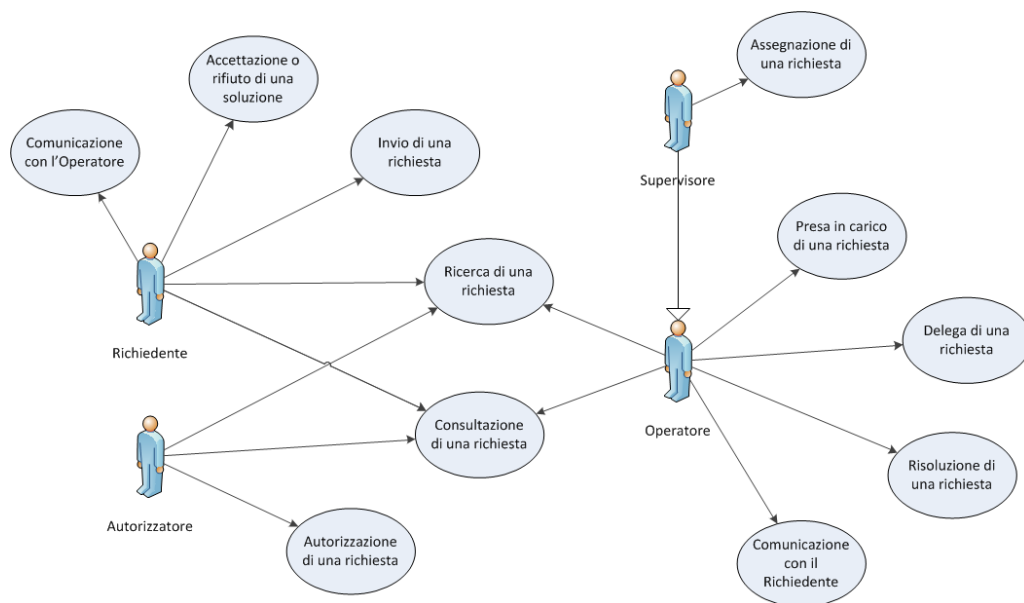 Assegnazione di
una richiesta
Accettazione o
rifiuto di una
soluzione
Comunicazione
con l'Operatore
Invio di una
richiesta
Supervisore
Presa in carico
di una richiesta
Ricerca di una
richiesta
Richiedente
Delega di una
richiesta
Consultazione
di una richiesta
Operatore
Risoluzione di
una richiesta
Autorizzatore
Autorizzazione
di una richiesta
Comunicazione
con il
Richiedente